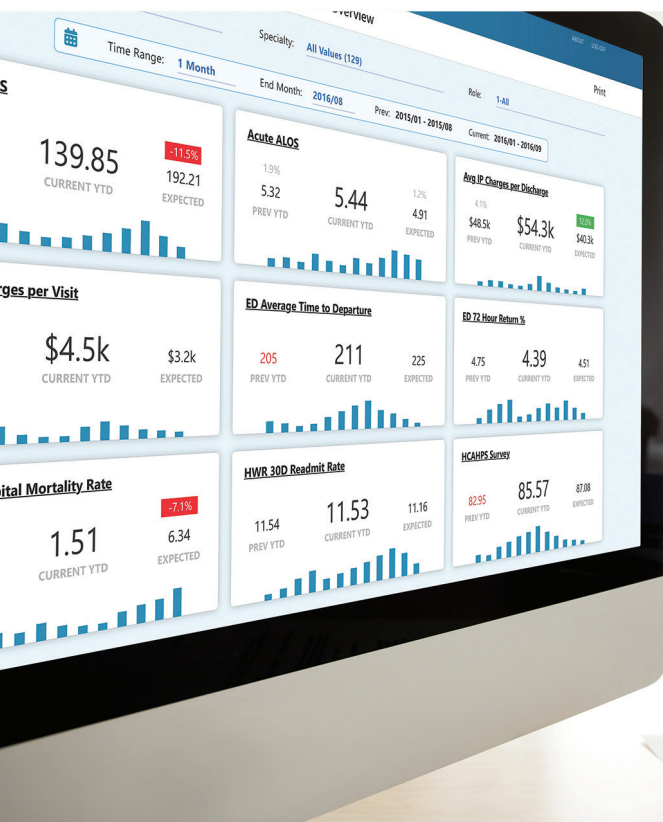 Overview
ABOUT LOG OFF
Specialty: All Values (129)
Role: 1-All
Print
Time Range: 1 Month
End Month: 2016/08
Prev: 2015/01 - 2015/08
Current: 2016/01 - 2016/09
S
139.85
CURRENT YTD
-11.5%
192.21
EXPECTED
Acute ALOS
1.9%
5.32
PREV YTD
5.44
CURRENT YTD
1.2%
4.91
EXPECTED
Avg IP Charges per Discharge
4.1%
$48.5k
PREV YTD
$54.3k
CURRENT YTD
12.0%
$40.3k
EXPECTED
rges per Visit
$4.5k
CURRENT YTD
$3.2k
EXPECTED
ED Average Time to Departure
205
PREV YTD
211
CURRENT YTD
225
EXPECTED
ED 72 Hour Return %
4.75
PREV YTD
4.39
CURRENT YTD
4.51
EXPECTED
pital Mortality Rate
1.51
CURRENT YTD
-7.1%
6.34
EXPECTED
HWR 30D Readmit Rate
11.54
PREV YTD
11.53
CURRENT YTD
11.16
EXPECTED
HCAHPS Survey
82.95
PREV YTD
85.57
CURRENT YTD
87.08
EXPECTED